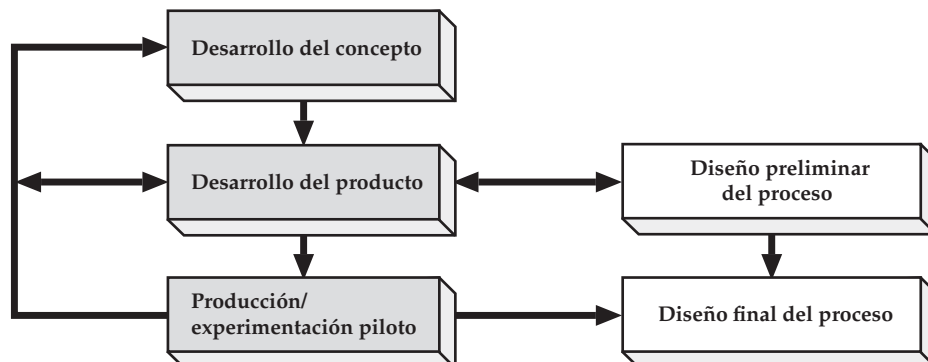 Desarrollo del concepto
Desarrollo del producto
Diseño preliminar
del proceso
Producción/
experimentación piloto
Diseño final del proceso